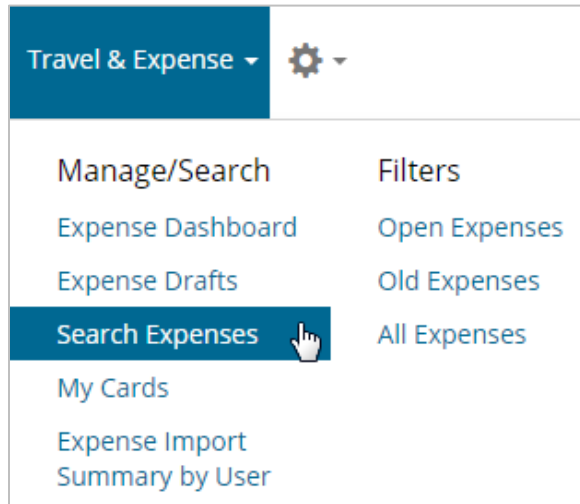 Travel & Expense
Manage/Search
Expense Dashboard
Expense Drafts
Search Expenses
My Cards
Expense Import
Summary by User
Filters
Open Expenses
Old Expenses
All Expenses